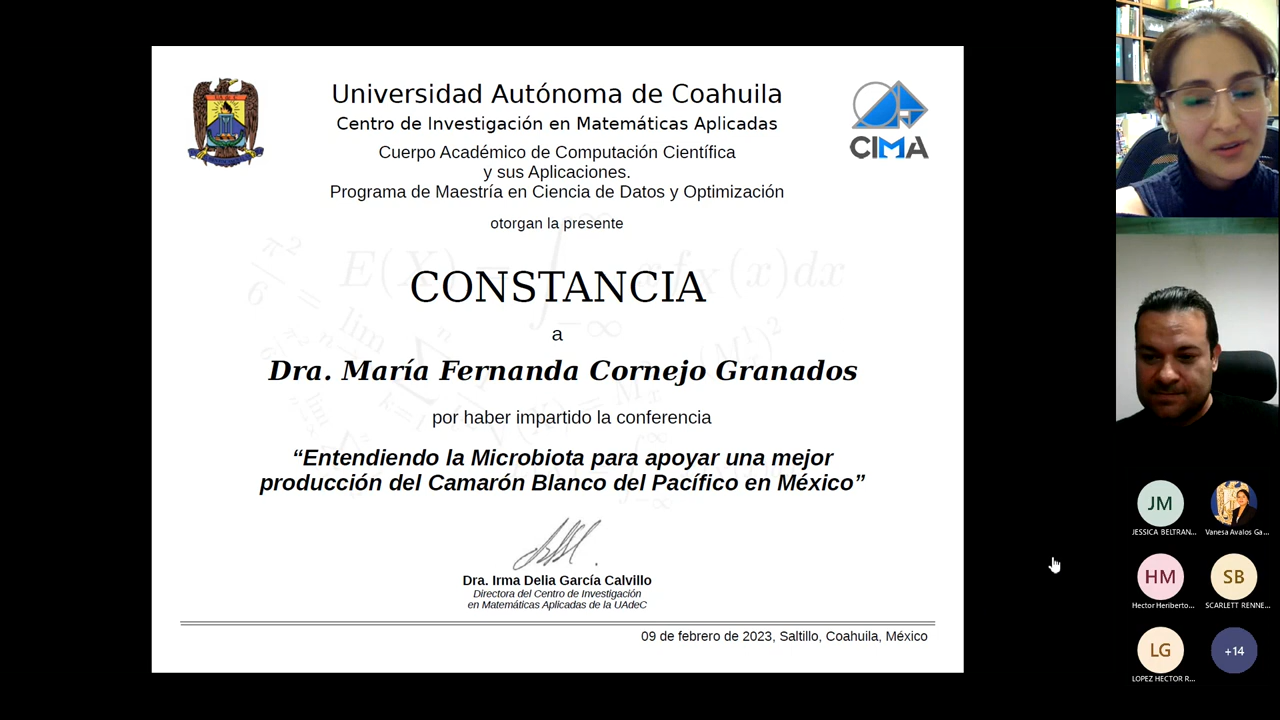 Universidad Autónoma de Coahuila
Centro de Investigación en Matemáticas Aplicadas
CIMA
Cuerpo Académico de Computación Científica
y sus Aplicaciones.
Programa de Maestría en Ciencia de Datos y Optimización
otorgan la presente
CONSTANCIA
a
Dra. María Fernanda Cornejo Granados
por haber impartido la conferencia
“Entendiendo la Microbiota para apoyar una mejor
producción del Camarón Blanco del Pacífico en México”
Dra. Irma Delia García Calvillo
Directora del Centro de Investigación
en Matemáticas Aplicadas de la UAdeC
09 de febrero de 2023, Saltillo, Coahuila, México
JM
JESSICA BELTRAN...
Vanesa Avalos Ga...
HM
SB
Hector Heriberto...
SCARLETT RENNE...
LG
+14
LOPEZ HECTOR R...